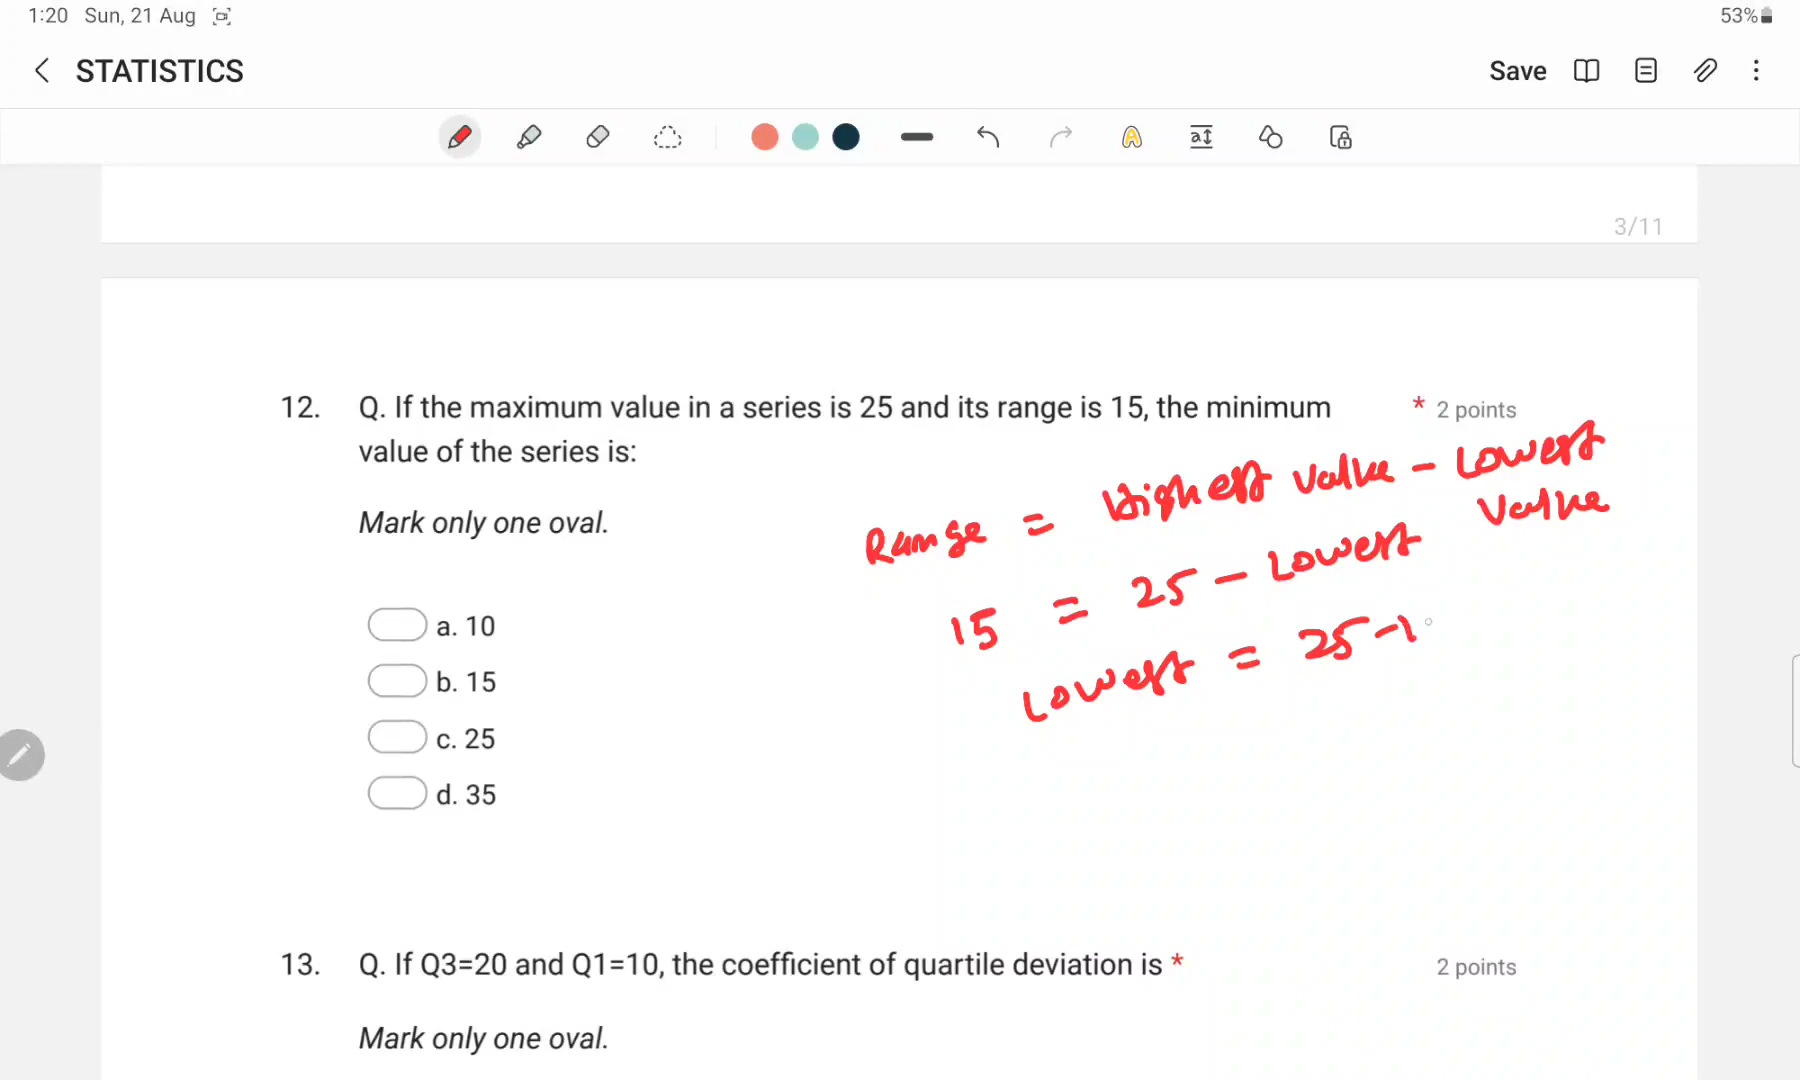 1:20 Sun, 21 Aug
53%
STATISTICS
Save
3/11
12. Q. If the maximum value in a series is 25 and its range is 15, the minimum * 2 points
value of the series is:
Mark only one oval.
Range = Highest value - Lowest
Value
15 = 25 - Lowest
Lowest = 25 - 1
a. 10
b. 15
c. 25
d. 35
13. Q. If Q3=20 and Q1=10, the coefficient of quartile deviation is * 2 points
Mark only one oval.